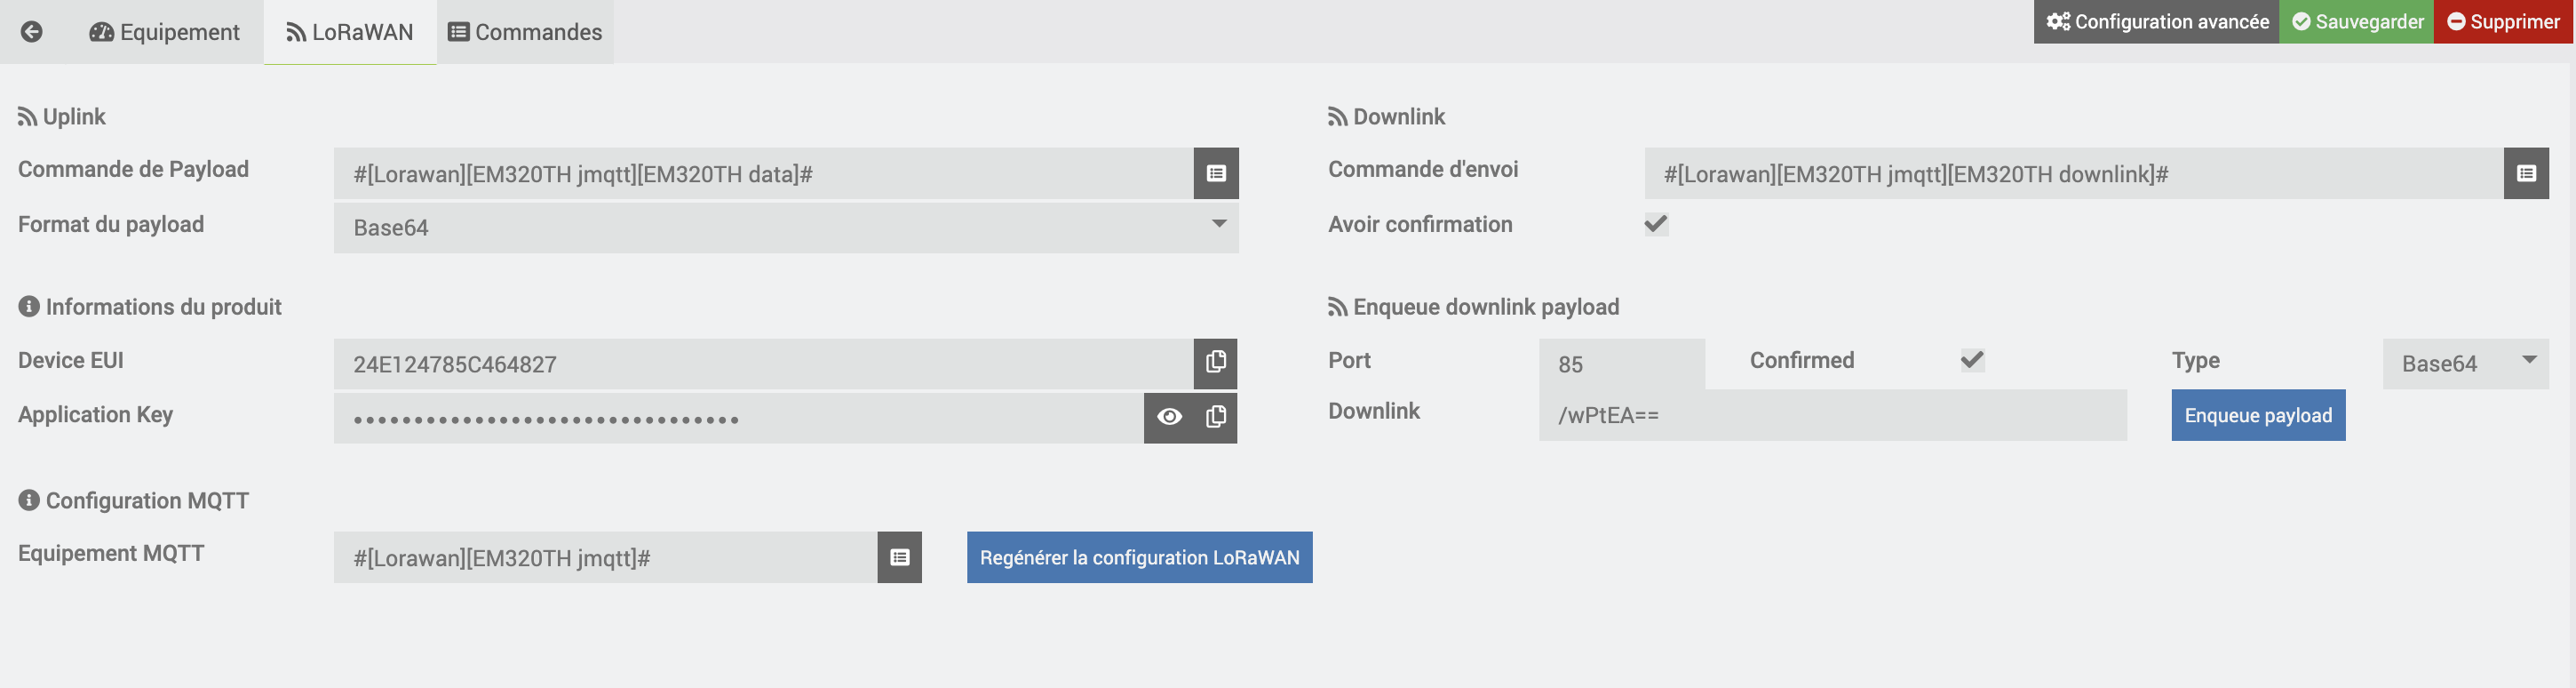 Equipement LoRaWAN Commandes Configuration avancée Sauvegarder Supprimer
Uplink
Commande de Payload #[Lorawan][EM320TH jmqtt][EM320TH data]#
Format du payload Base64
Informations du produit
Device EUI 24E124785C464827
Application Key ••••••••••••••••••••••••••••••••
Configuration MQTT
Equipement MQTT #[Lorawan][EM320TH jmqtt]# Regénérer la configuration LoRaWAN
Downlink
Commande d'envoi #[Lorawan][EM320TH jmqtt][EM320TH downlink]#
Avoir confirmation
Enqueue downlink payload
Port 85 Confirmed Type Base64
Downlink /wPtEA== Enqueue payload